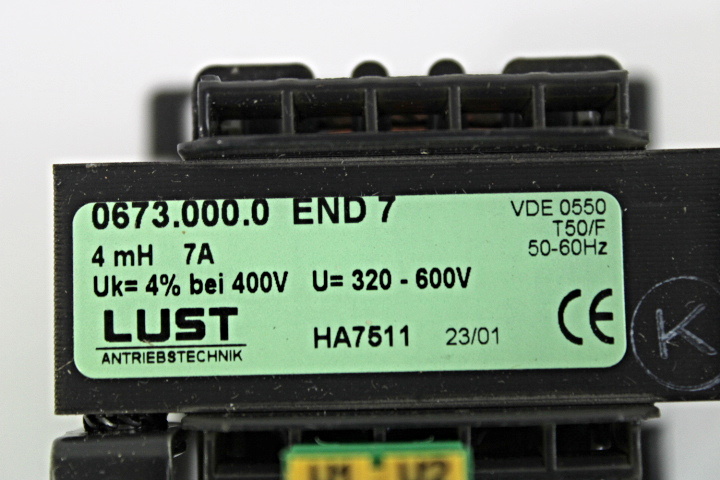 0673.000.0 END 7
VDE 0550
T50/F
50-60Hz
4 mH 7A
Uk= 4% bei 400V U= 320 - 600V
LUST
ANTRIEBSTECHNIK
HA7511 23/01
CE
K